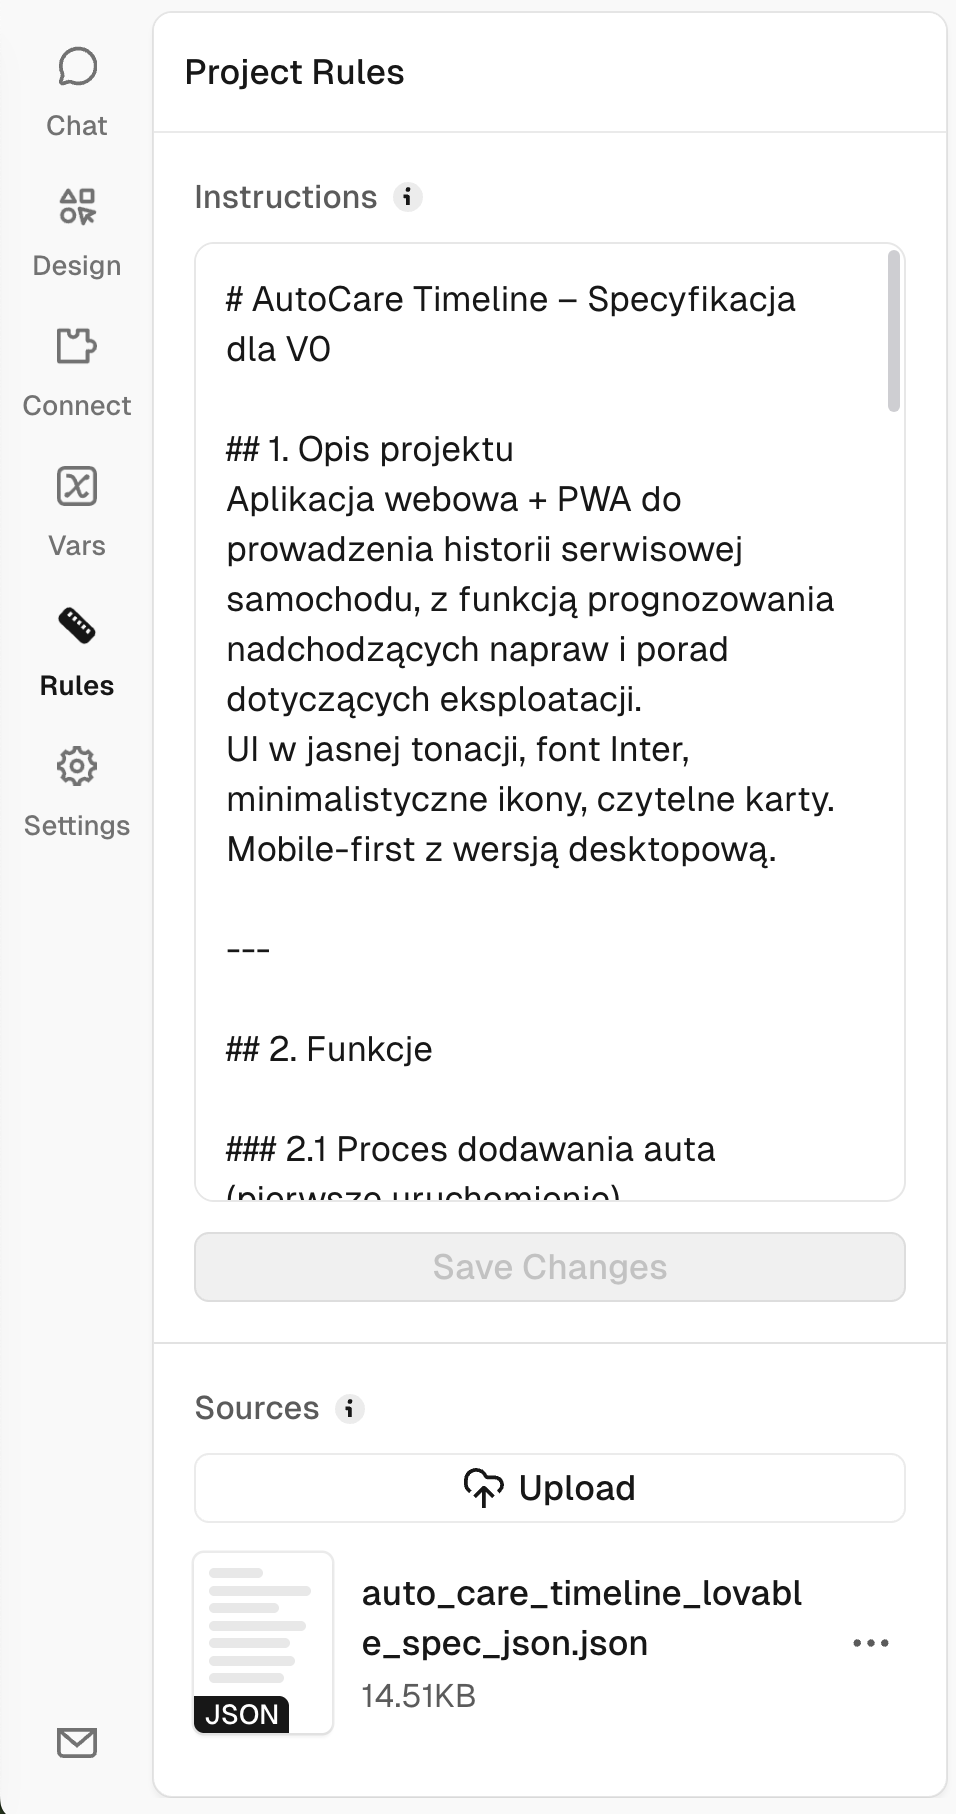 Chat
Design
Connect
Vars
Rules
Settings
Project Rules
Instructions
# AutoCare Timeline – Specyfikacja
dla V0
## 1. Opis projektu
Aplikacja webowa + PWA do
prowadzenia historii serwisowej
samochodu, z funkcją prognozowania
nadchodzących napraw i porad
dotyczących eksploatacji.
UI w jasnej tonacji, font Inter,
minimalistyczne ikony, czytelne karty.
Mobile-first z wersją desktopową.
---
## 2. Funkcje
### 2.1 Proces dodawania auta
(pierwsze uruchomienie)
Save Changes
Sources
Upload
auto_care_timeline_lovabl
e_spec_json.json
14.51KB
JSON